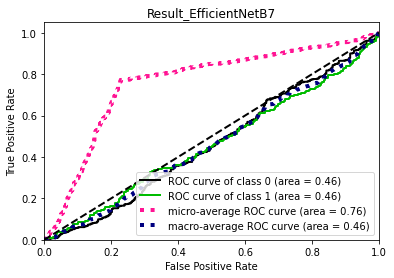 Result_EfficientNetB7
1.0
0.8
0.6
0.4
0.2
0.0
True Positive Rate
ROC curve of class 0 (area = 0.46)
ROC curve of class 1 (area = 0.46)
micro-average ROC curve (area = 0.76)
macro-average ROC curve (area = 0.46)
0.0 0.2 0.4 0.6 0.8 1.0
False Positive Rate